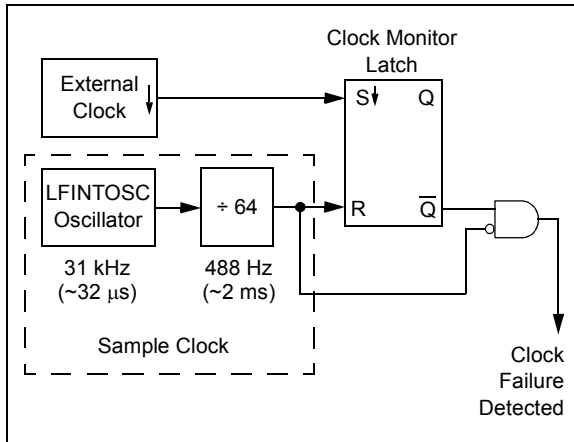 Clock Monitor
Latch
External
Clock
S
Q
LFINTOSC
Oscillator
÷ 64
R
Q̅
31 kHz
(~32 μs)
488 Hz
(~2 ms)
Sample Clock
Clock
Failure
Detected